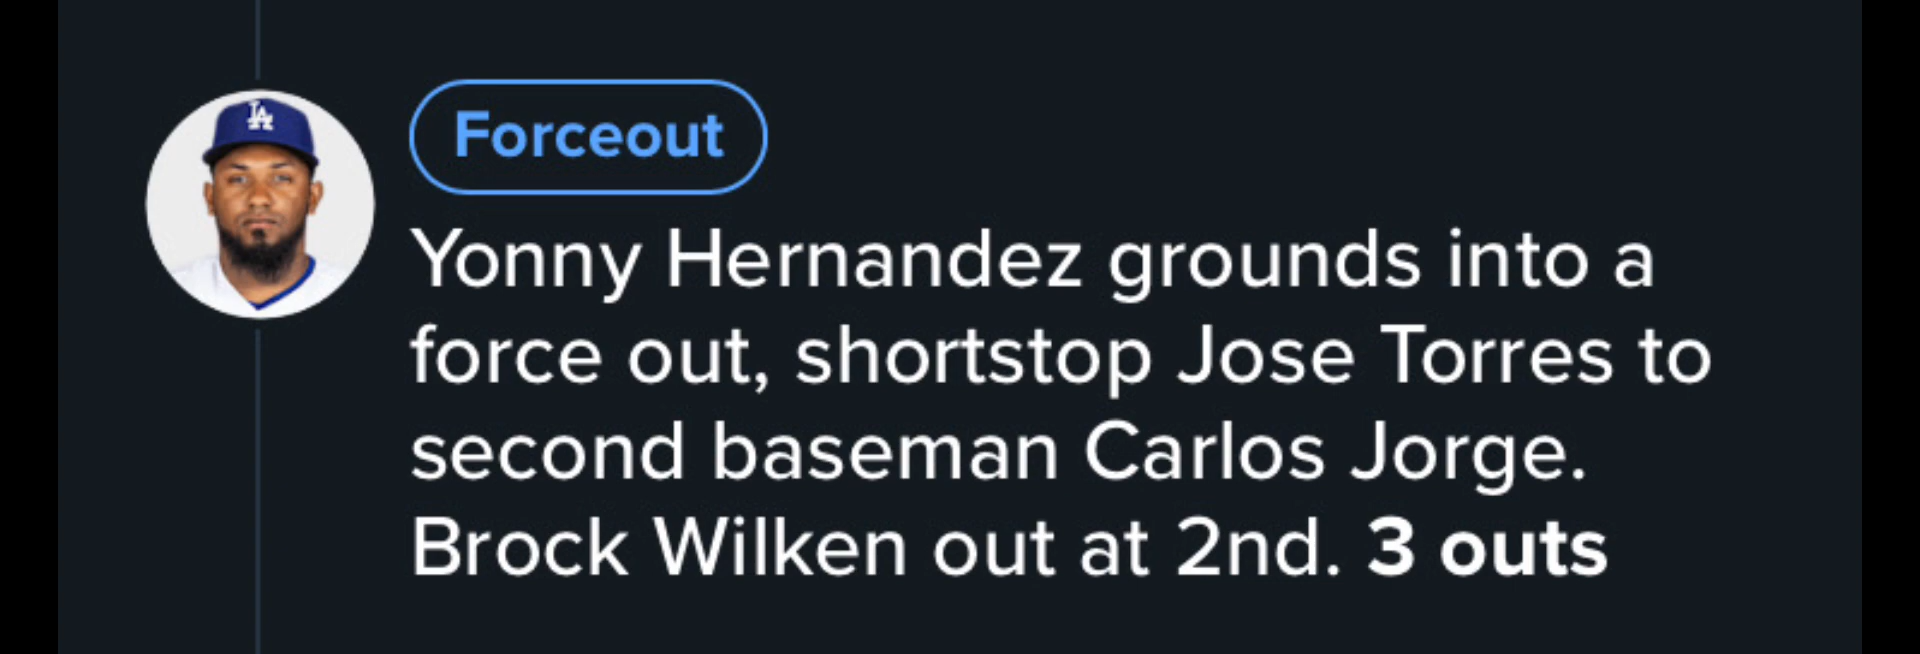 LA
Forceout
Yonny Hernandez grounds into a
force out, shortstop Jose Torres to
second baseman Carlos Jorge.
Brock Wilken out at 2nd. 3 outs